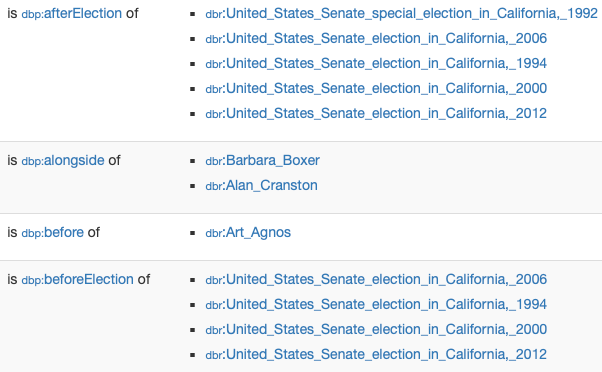 is dbp:afterElection of
▪ dbr:United_States_Senate_special_election_in_California,_1992
▪ dbr:United_States_Senate_election_in_California,_2006
▪ dbr:United_States_Senate_election_in_California,_1994
▪ dbr:United_States_Senate_election_in_California,_2000
▪ dbr:United_States_Senate_election_in_California,_2012
is dbp:alongside of
▪ dbr:Barbara_Boxer
▪ dbr:Alan_Cranston
is dbp:before of
▪ dbr:Art_Agnos
is dbp:beforeElection of
▪ dbr:United_States_Senate_election_in_California,_2006
▪ dbr:United_States_Senate_election_in_California,_1994
▪ dbr:United_States_Senate_election_in_California,_2000
▪ dbr:United_States_Senate_election_in_California,_2012